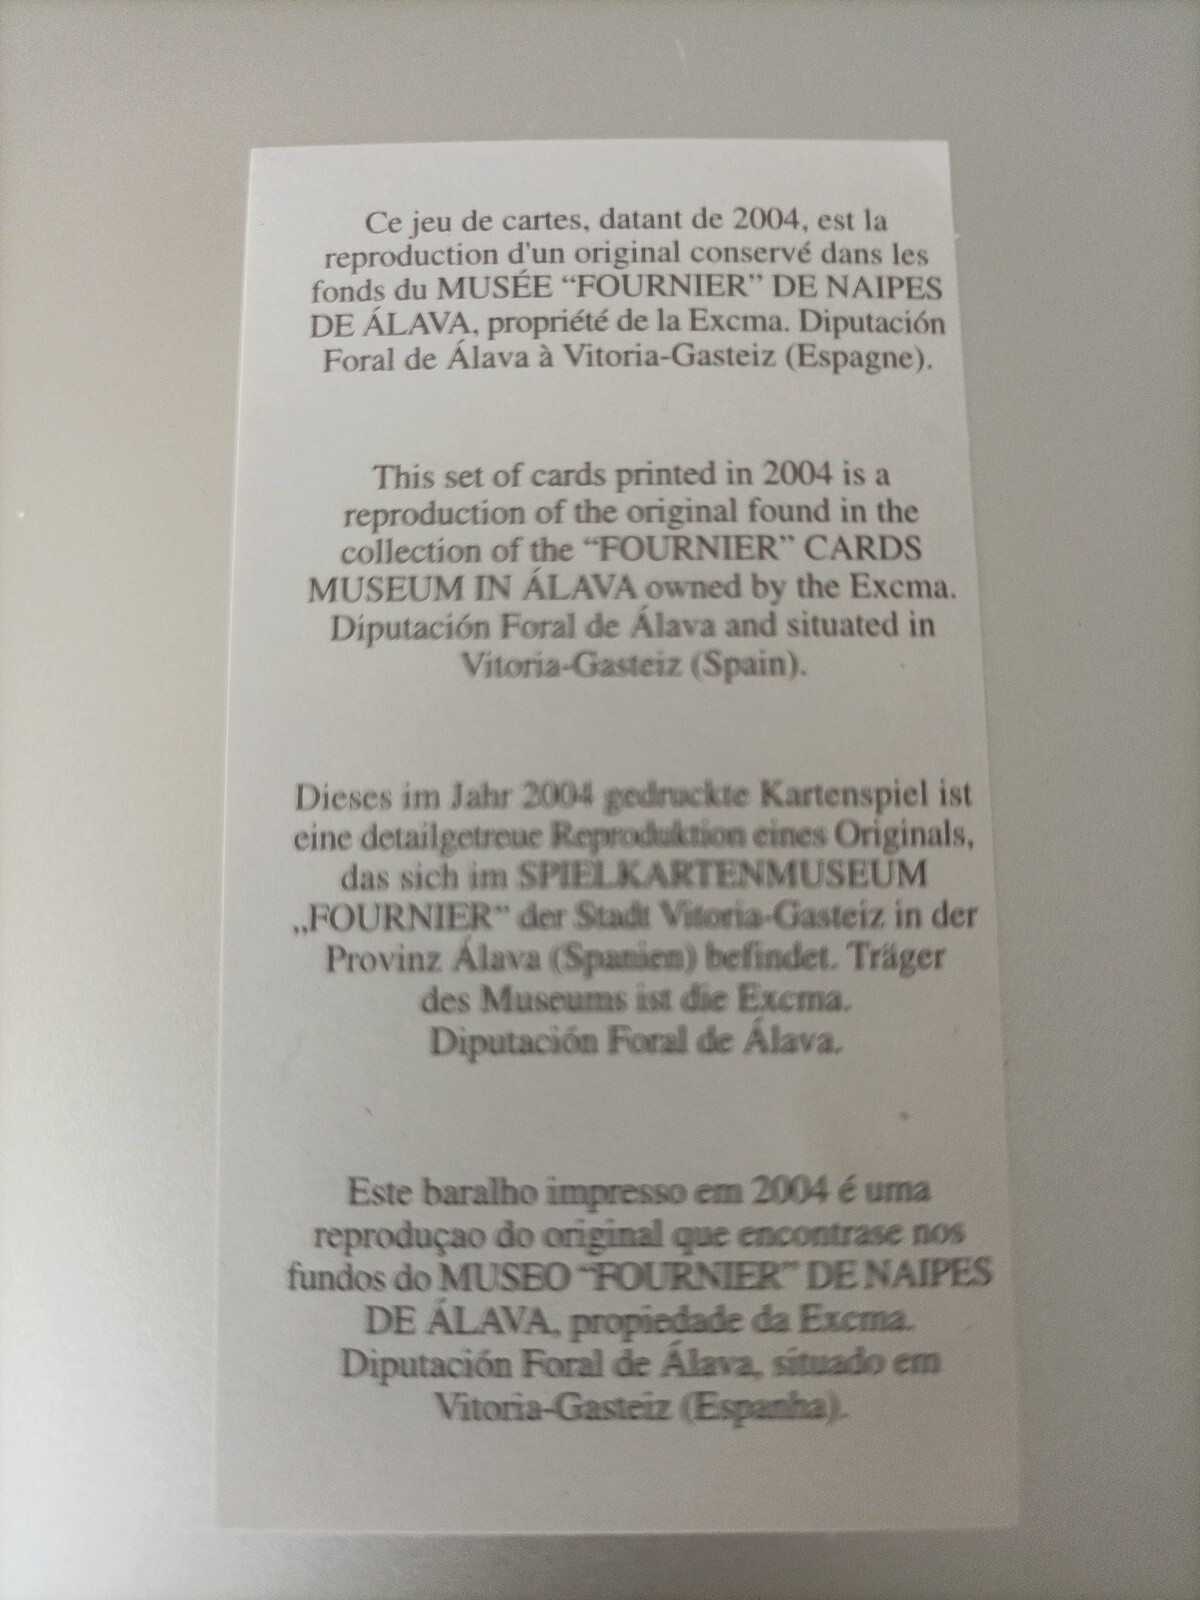 Ce jeu de cartes, datant de 2004, est la
reproduction d'un original conservé dans les
fonds du MUSÉE “FOURNIER” DE NAIPES
DE ÁLAVA, propriété de la Excma. Diputación
Foral de Álava à Vitoria-Gasteiz (Espagne).
This set of cards printed in 2004 is a
reproduction of the original found in the
collection of the “FOURNIER” CARDS
MUSEUM IN ÁLAVA owned by the Excma.
Diputación Foral de Álava and situated in
Vitoria-Gasteiz (Spain).
Dieses im Jahr 2004 gedruckte Kartenspiel ist
eine detailgetreue Reproduktion eines Originals,
das sich im SPIELKARTENMUSEUM
„FOURNIER” der Stadt Vitoria-Gasteiz in der
Provinz Álava (Spanien) befindet. Träger
des Museums ist die Excma.
Diputación Foral de Álava.
Este baralho impresso em 2004 é uma
reproduçao do original que encontrase nos
fundos do MUSEO “FOURNIER” DE NAIPES
DE ÁLAVA, propiedade da Excma.
Diputación Foral de Álava, situado em
Vitoria-Gasteiz (Espanha).